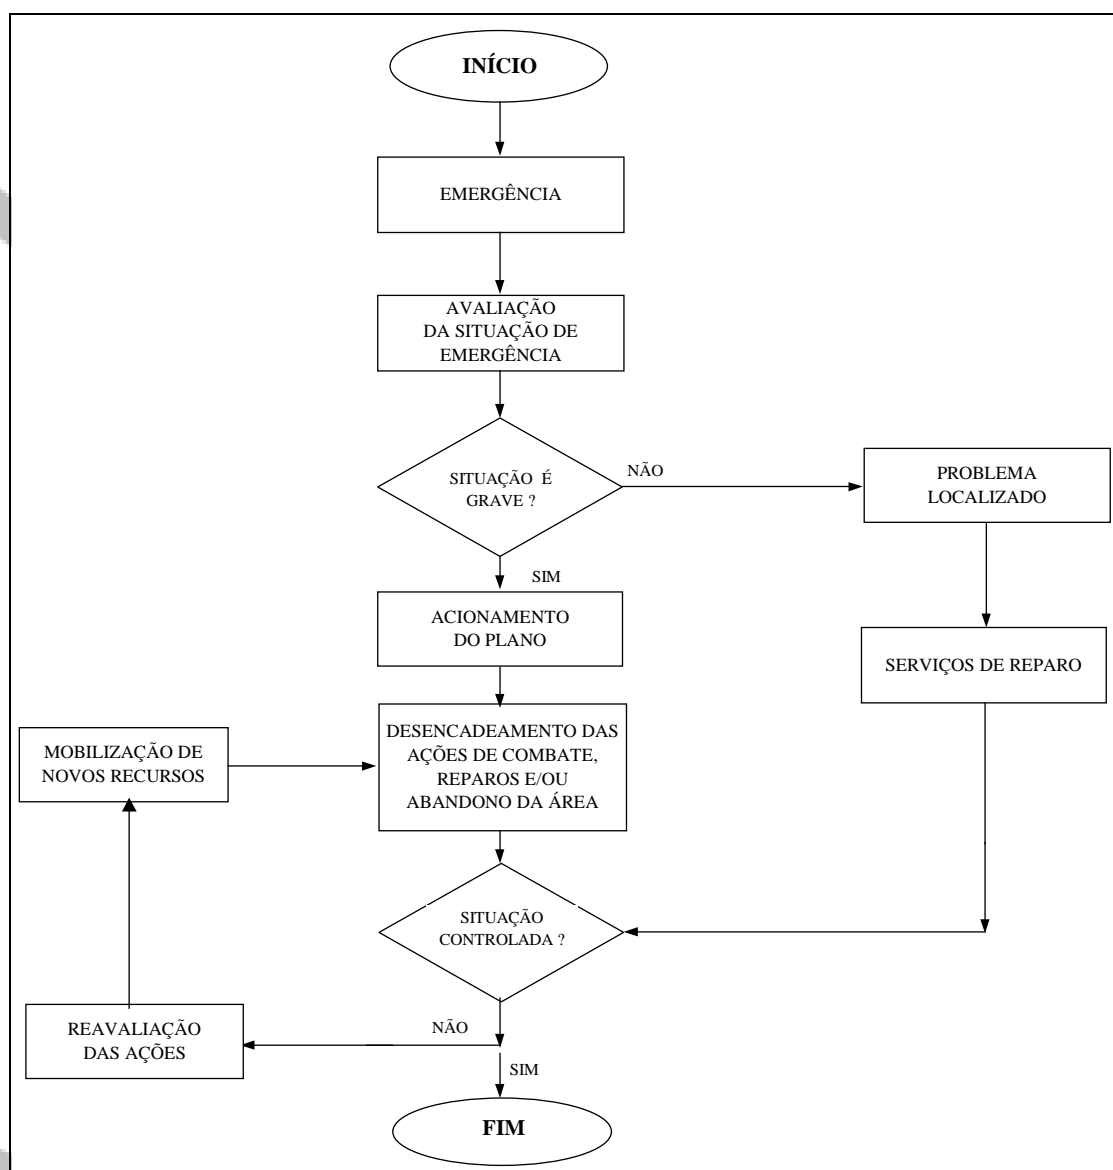 INÍCIO
EMERGÊNCIA
AVALIAÇÃO
DA SITUAÇÃO DE
EMERGÊNCIA
SITUAÇÃO É
GRAVE ?
NÃO
PROBLEMA
LOCALIZADO
SIM
ACIONAMENTO
DO PLANO
SERVIÇOS DE REPARO
DESENCADEAMENTO DAS
AÇÕES DE COMBATE,
REPAROS E/OU
ABANDONO DA ÁREA
MOBILIZAÇÃO DE
NOVOS RECURSOS
SITUAÇÃO
CONTROLADA ?
NÃO
REAVALIAÇÃO
DAS AÇÕES
SIM
FIM